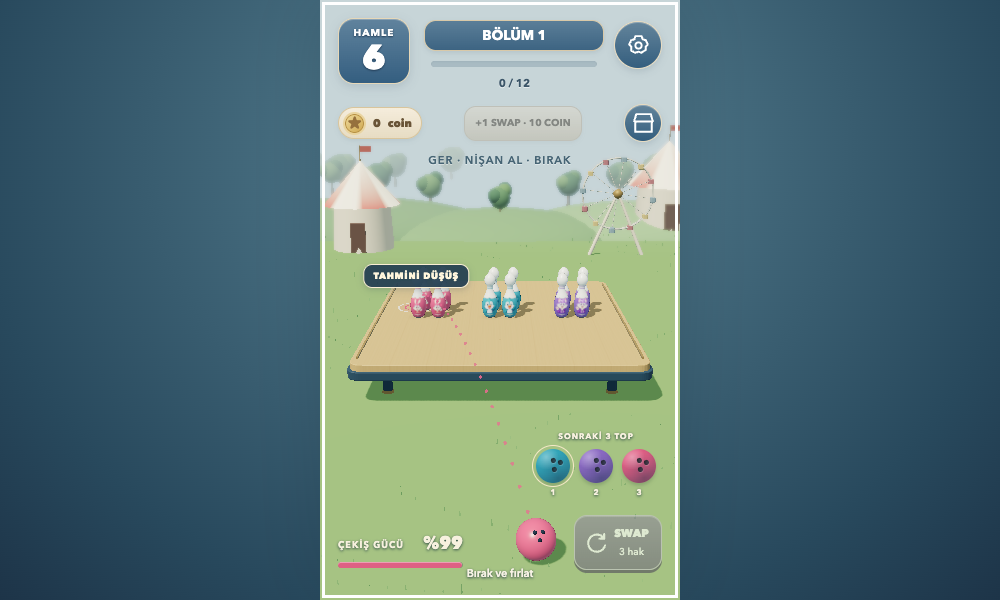 HAMLE
6
BÖLÜM 1
0 / 12
0 coin
+1 SWAP · 10 COIN
GER · NİŞAN AL · BIRAK
TAHMİNİ DÜŞÜŞ
SONRAKİ 3 TOP
1
2
3
ÇEKİŞ GÜCÜ
%99
Bırak ve fırlat
SWAP
3 hak